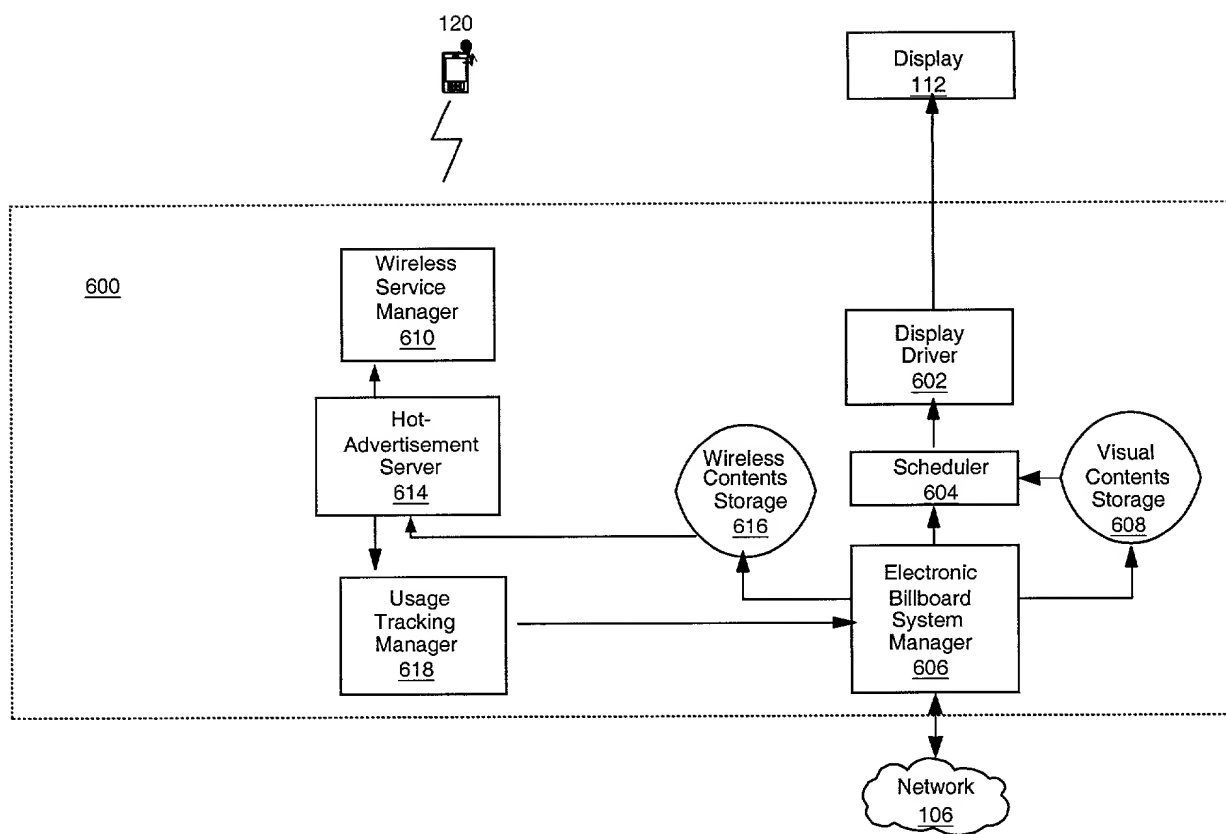 120
Display
112
600
Wireless
Service
Manager
610
Display
Driver
602
Hot-
Advertisement
Server
614
Wireless
Contents
Storage
616
Scheduler
604
Visual
Contents
Storage
608
Usage
Tracking
Manager
618
Electronic
Billboard
System
Manager
606
Network
106